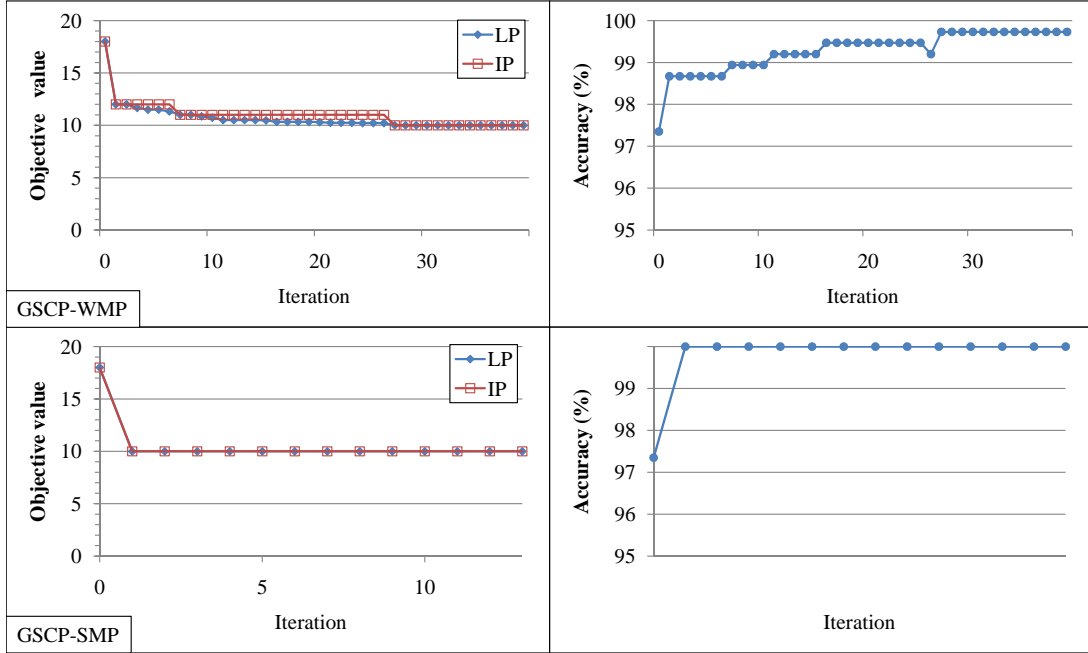 20
15
10
5
0
Objective value
LP
IP
0 10 20 30
Iteration
GSCP-WMP
100
99
98
97
96
95
Accuracy (%)
0 10 20 30
Iteration
20
15
10
5
0
Objective value
LP
IP
0 5 10
Iteration
GSCP-SMP
99
98
97
96
95
Accuracy (%)
Iteration